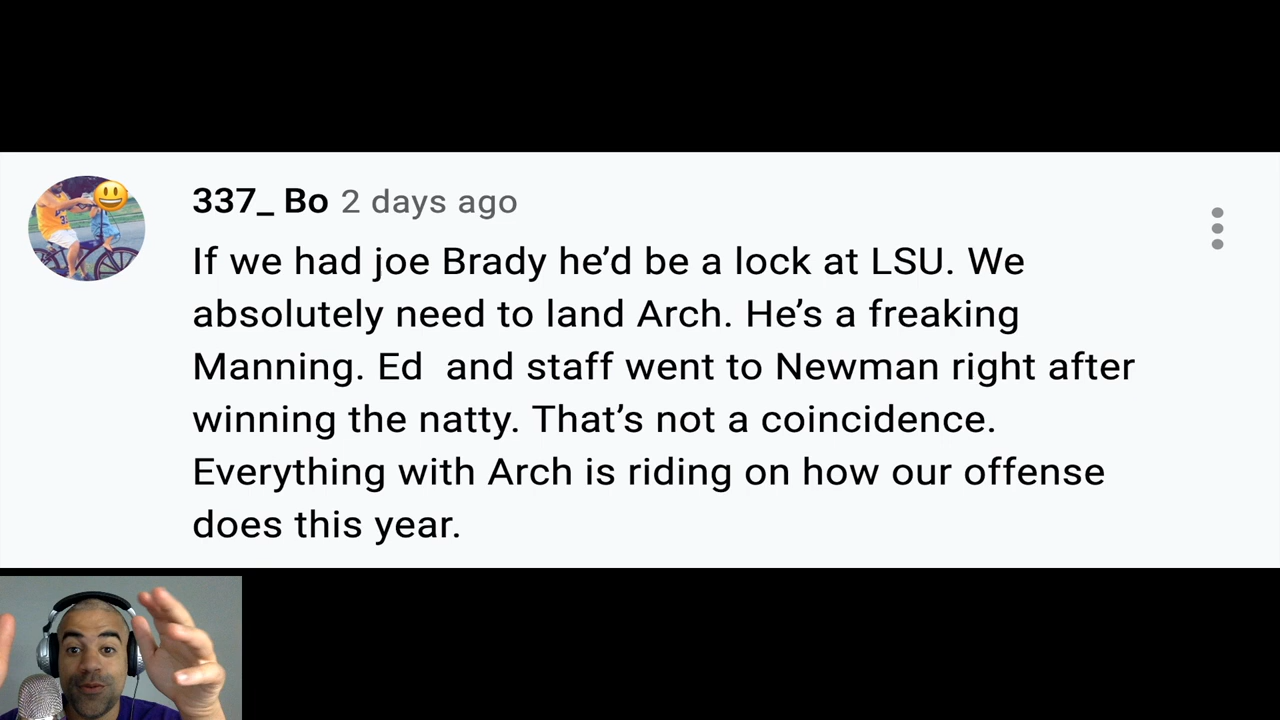 337_ Bo 2 days ago
If we had joe Brady he’d be a lock at LSU. We
absolutely need to land Arch. He’s a freaking
Manning. Ed  and staff went to Newman right after
winning the natty. That’s not a coincidence.
Everything with Arch is riding on how our offense
does this year.